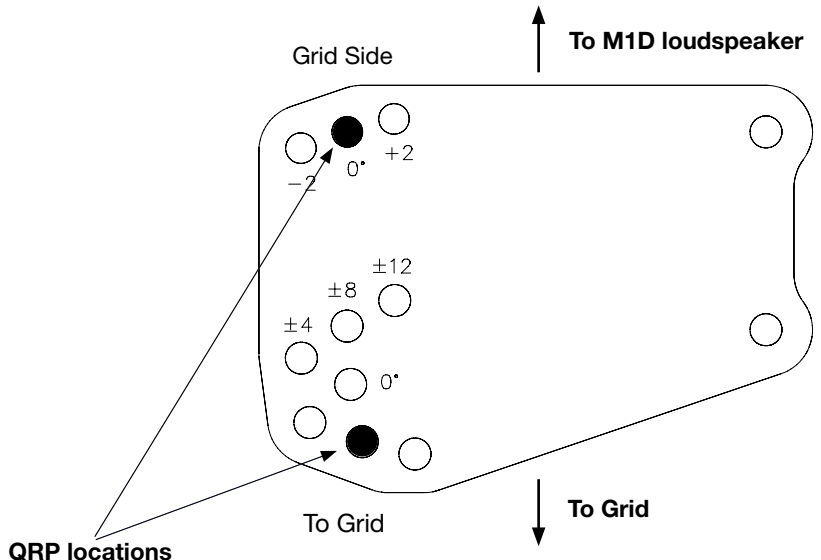 To M1D loudspeaker
Grid Side
−2
0°
+2
±12
±8
±4
0°
To Grid
To Grid
QRP locations